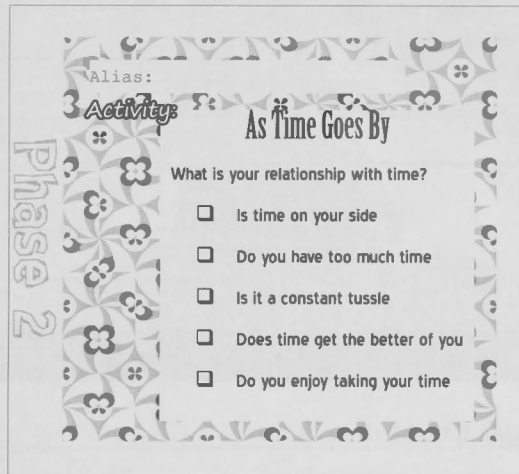 Alias:
Activity:
As Time Goes By
Phase 2
What is your relationship with time?
Is time on your side
Do you have too much time
Is it a constant tussle
Does time get the better of you
Do you enjoy taking your time